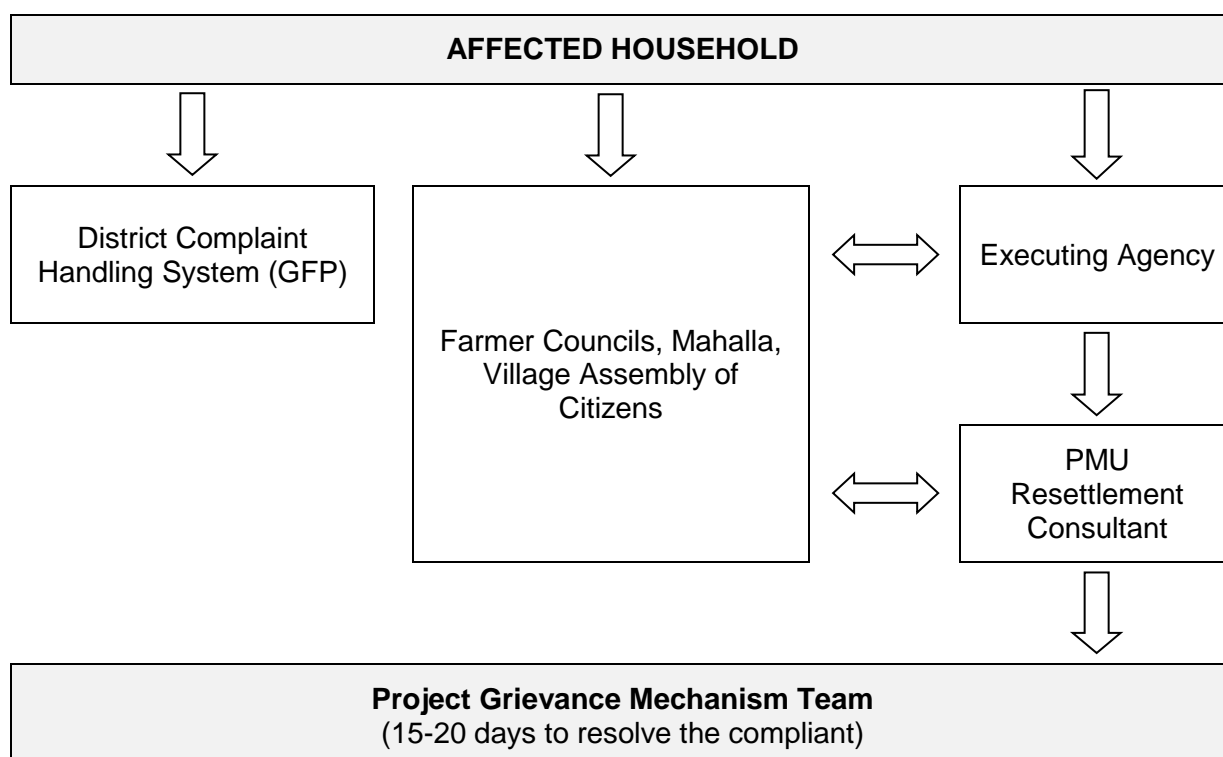 AFFECTED HOUSEHOLD
District Complaint
Handling System (GFP)
Farmer Councils, Mahalla,
Village Assembly of
Citizens
Executing Agency
PMU
Resettlement
Consultant
Project Grievance Mechanism Team
(15-20 days to resolve the compliant)